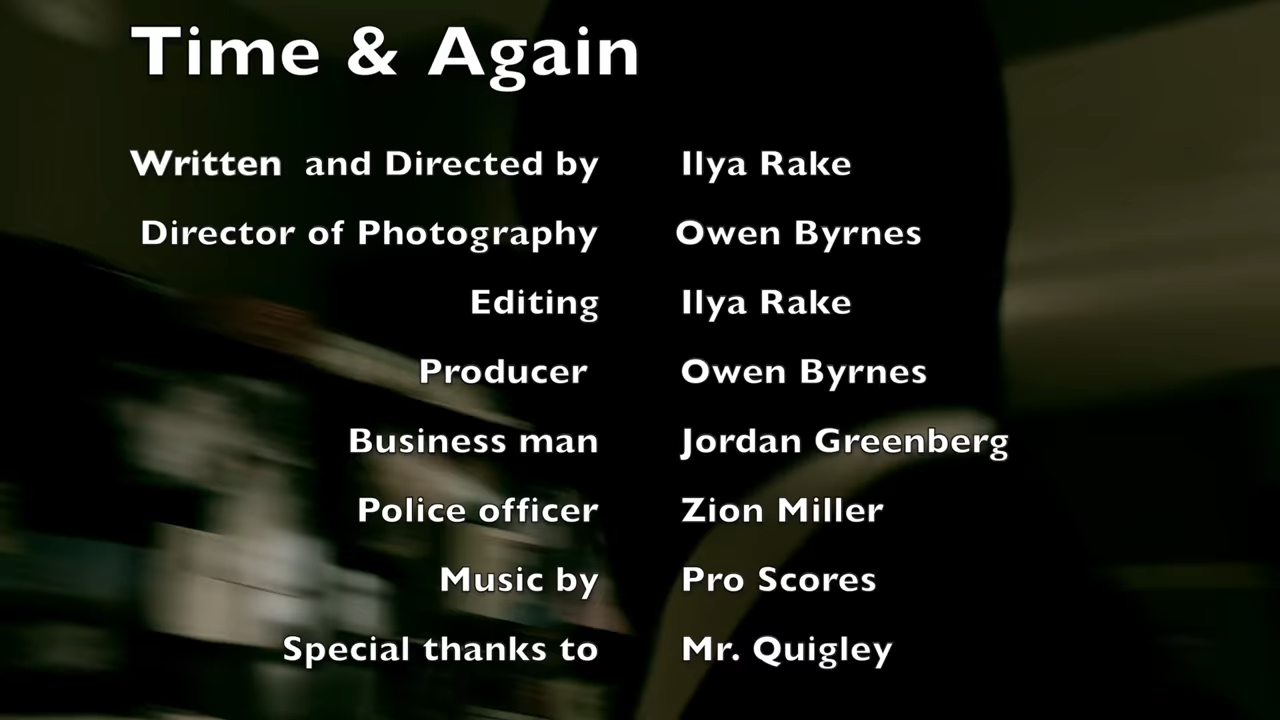 Time & Again
Written and Directed by Ilya Rake
Director of Photography Owen Byrnes
Editing Ilya Rake
Producer Owen Byrnes
Business man Jordan Greenberg
Police officer Zion Miller
Music by Pro Scores
Special thanks to Mr. Quigley